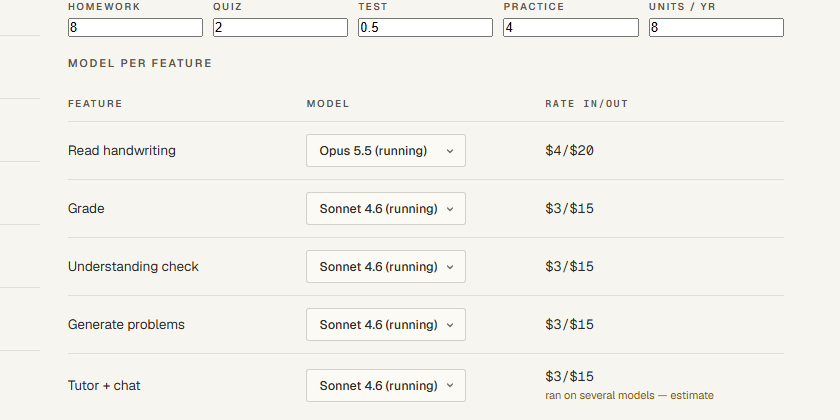 HOMEWORK QUIZ TEST PRACTICE UNITS / YR
8 2 0.5 4 8
MODEL PER FEATURE
FEATURE MODEL RATE IN/OUT
Read handwriting Opus 5.5 (running) $4/$20
Grade Sonnet 4.6 (running) $3/$15
Understanding check Sonnet 4.6 (running) $3/$15
Generate problems Sonnet 4.6 (running) $3/$15
Tutor + chat Sonnet 4.6 (running) $3/$15
ran on several models — estimate